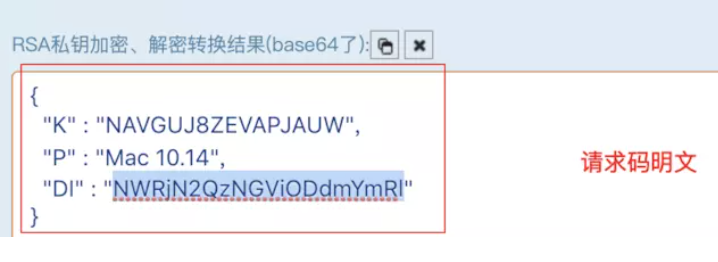 RSA私钥加密、解密转换结果(base64了):
{
"K" : "NAVGUJ8ZEVAPJAUW",
"P" : "Mac 10.14",
"DI" : "NWRjN2QzNGViODdmYmRl"
}
请求码明文